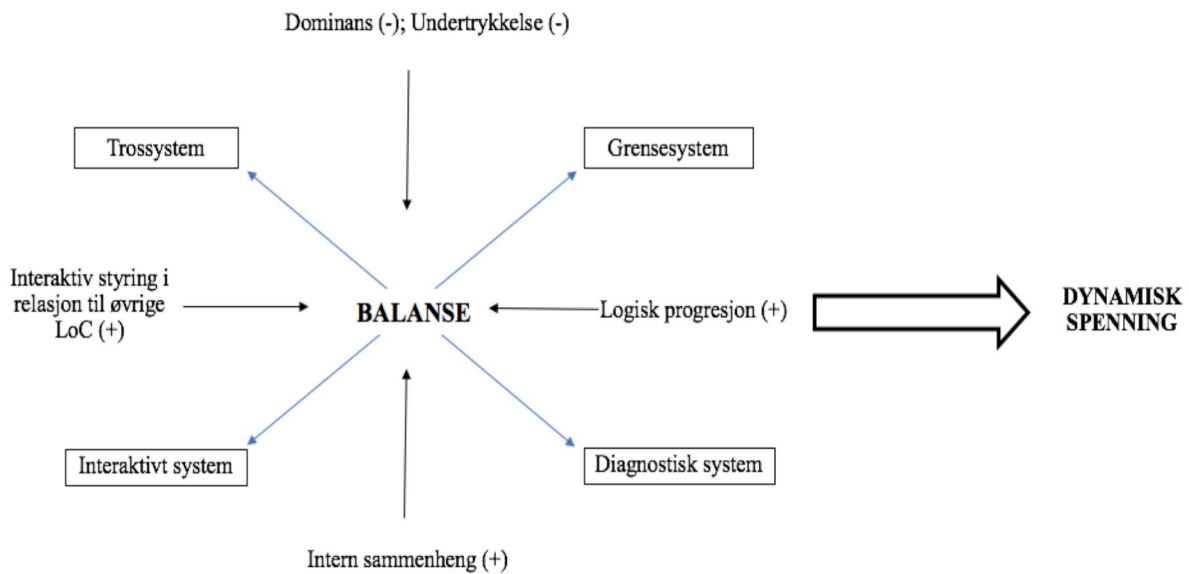 Dominans (-); Undertrykkelse (-)
Trossystem
Grensesystem
Interaktiv styring i
relasjon til øvrige
LoC (+)
BALANSE
Logisk progresjon (+)
DYNAMISK
SPENNING
Interaktivt system
Diagnostisk system
Intern sammenheng (+)